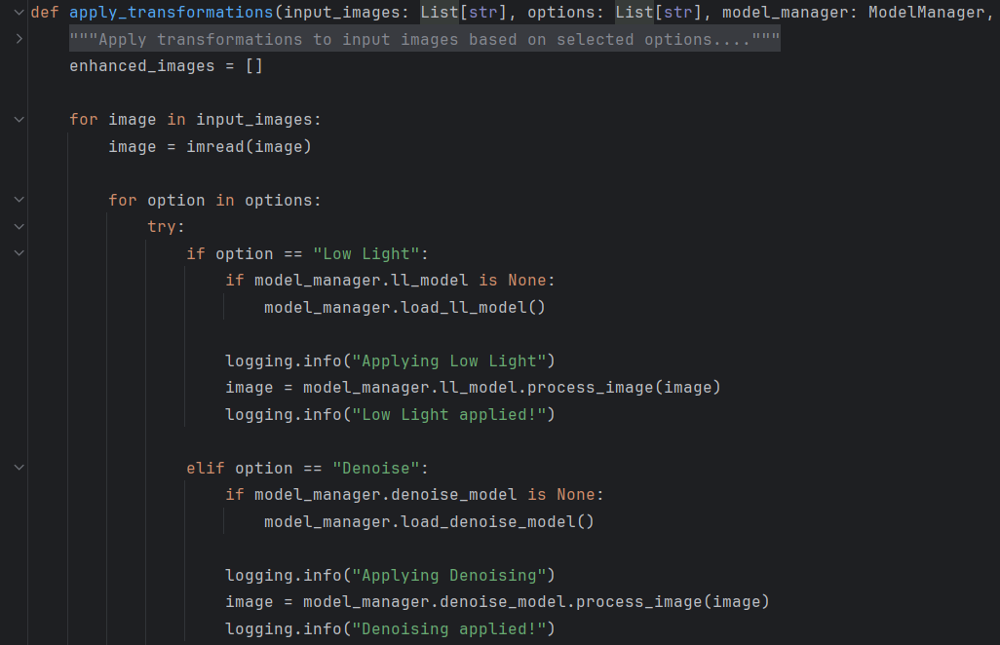 def apply_transformations(input_images: List[str], options: List[str], model_manager: ModelManager,
"""Apply transformations to input images based on selected options...."""
enhanced_images = []
for image in input_images:
image = imread(image)
for option in options:
try:
if option == "Low Light":
if model_manager.ll_model is None:
model_manager.load_ll_model()
logging.info("Applying Low Light")
image = model_manager.ll_model.process_image(image)
logging.info("Low Light applied!")
elif option == "Denoise":
if model_manager.denoise_model is None:
model_manager.load_denoise_model()
logging.info("Applying Denoising")
image = model_manager.denoise_model.process_image(image)
logging.info("Denoising applied!")